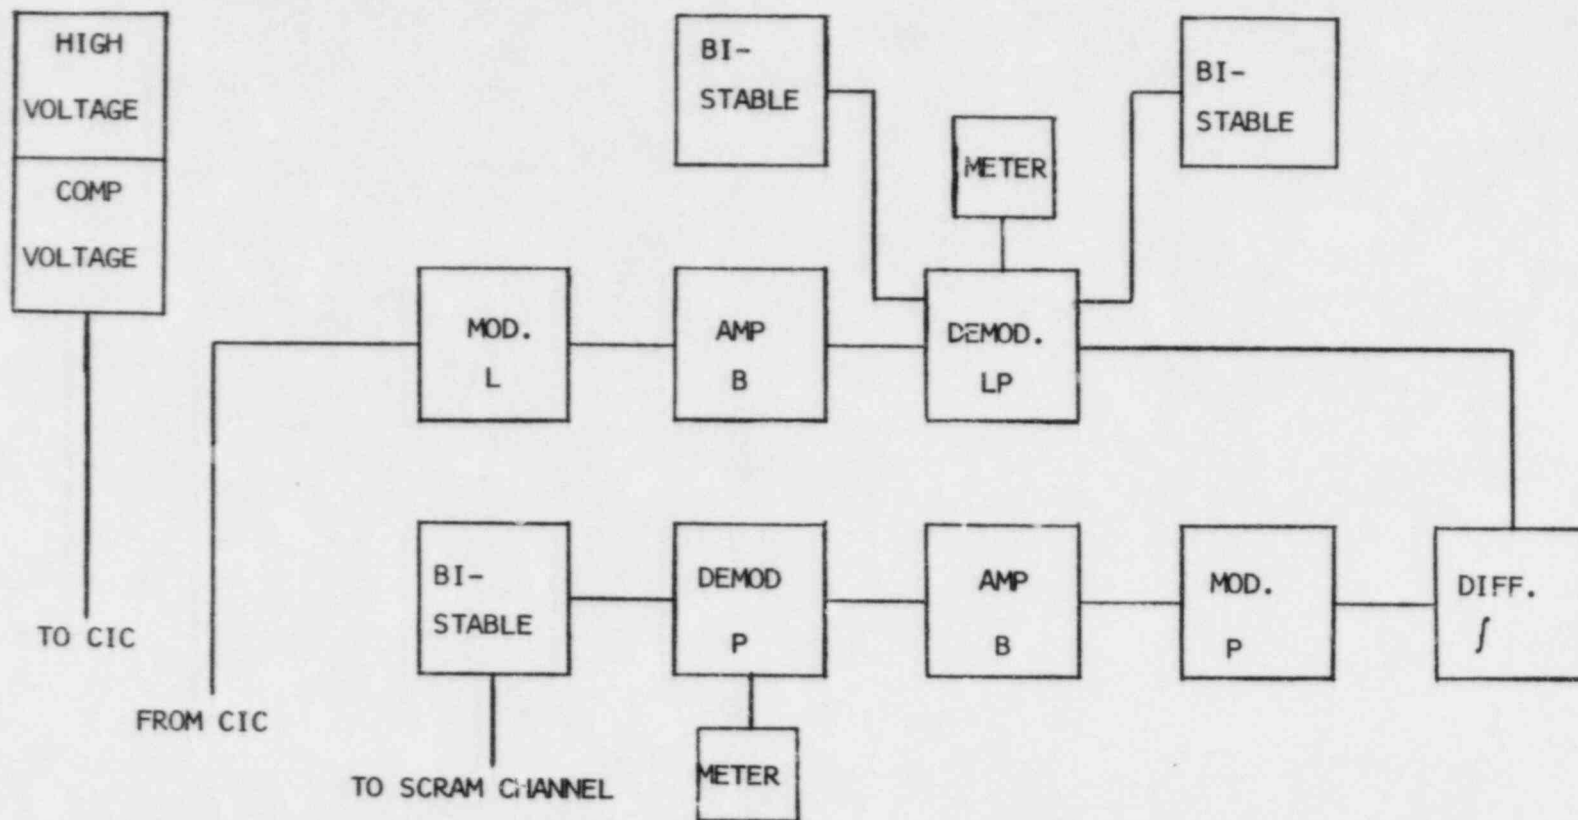 HIGH
VOLTAGE
COMP
VOLTAGE
BI-
STABLE
METER
BI-
STABLE
MOD.
L
AMP
B
DEMOD.
LP
BI-
STABLE
DEMOD
P
AMP
B
MOD.
P
DIFF.
∫
TO CIC
FROM CIC
TO SCRAM CHANNEL
METER